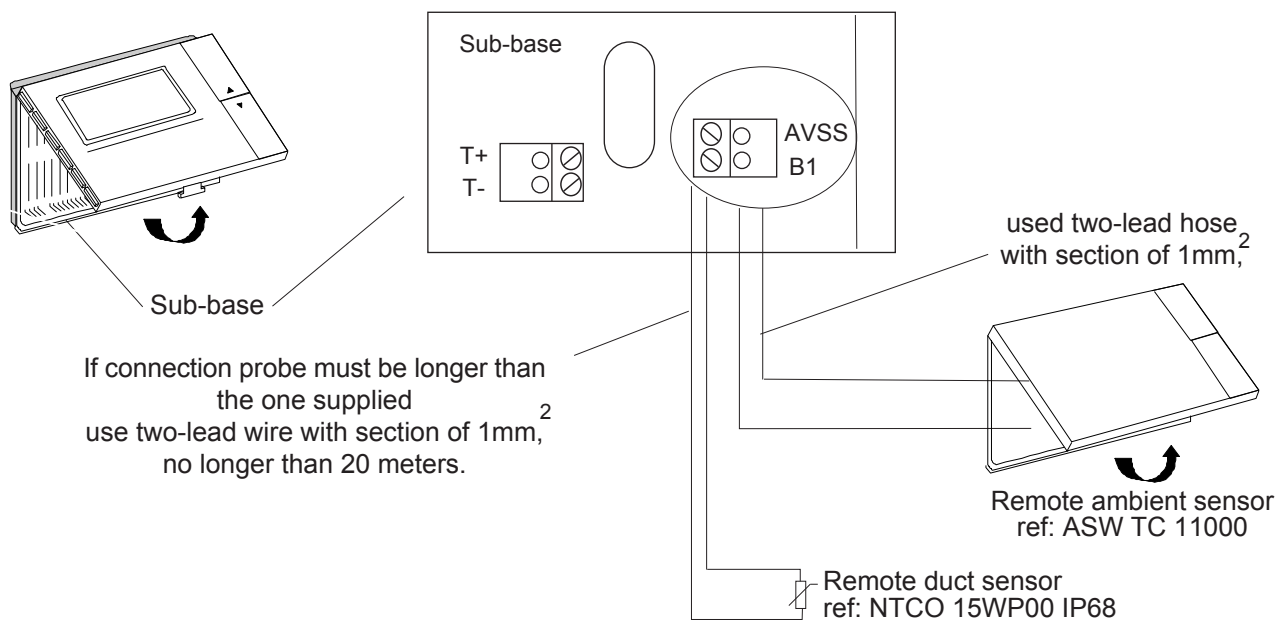 Sub-base
T+
T-
AVSS
B1
used two-lead hose
with section of 1mm,²
Sub-base
If connection probe must be longer than
the one supplied
use two-lead wire with section of 1mm,²
no longer than 20 meters.
Remote ambient sensor
ref: ASW TC 11000
Remote duct sensor
ref: NTCO 15WP00 IP68